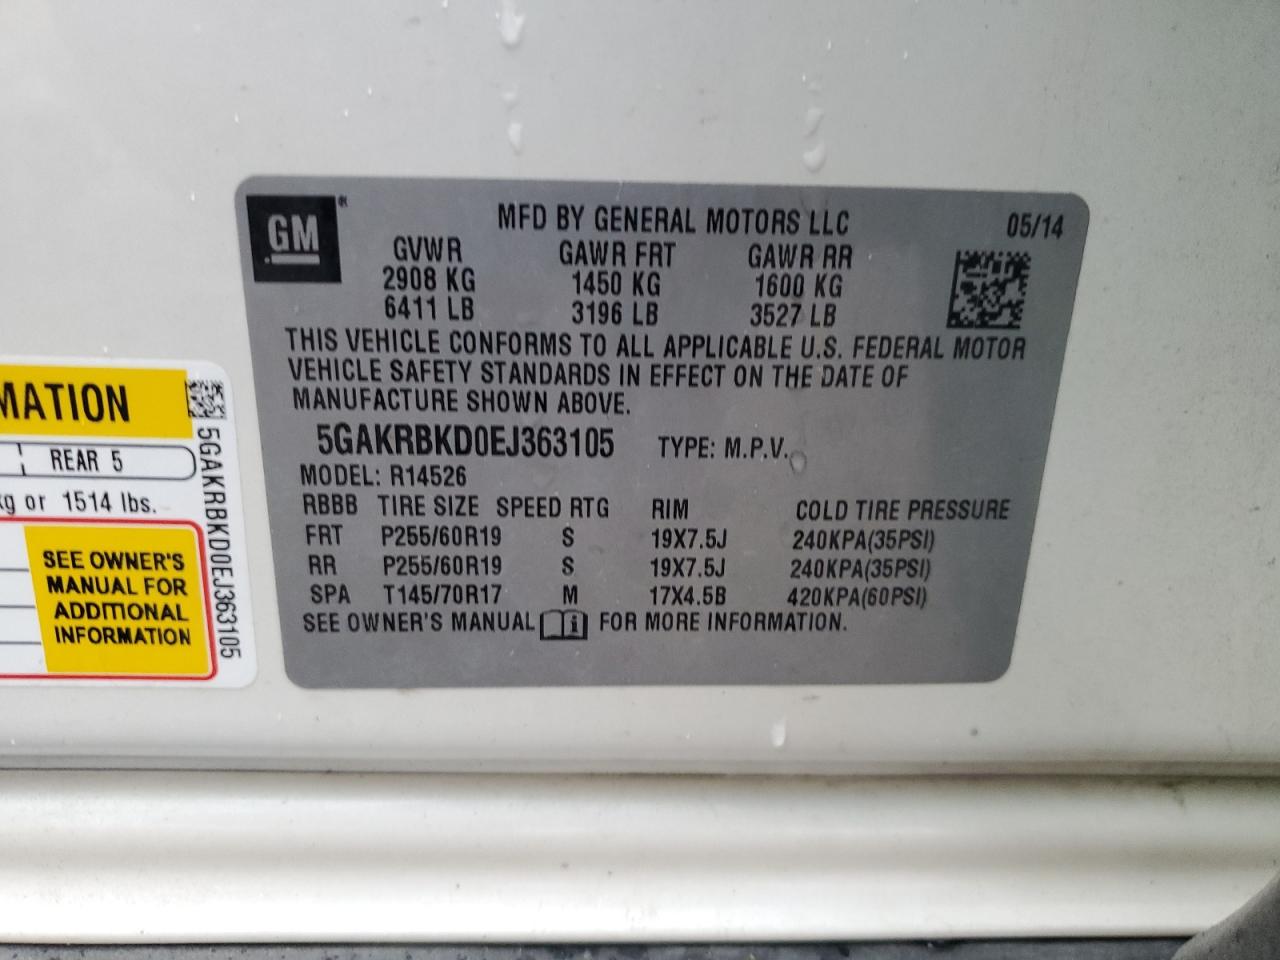 GM
MFD BY GENERAL MOTORS LLC 05/14
GVWR GAWR FRT GAWR RR
2908 KG 1450 KG 1600 KG
6411 LB 3196 LB 3527 LB
THIS VEHICLE CONFORMS TO ALL APPLICABLE U.S. FEDERAL MOTOR
VEHICLE SAFETY STANDARDS IN EFFECT ON THE DATE OF
MANUFACTURE SHOWN ABOVE.
5GAKRBKD0EJ363105 TYPE: M.P.V.
MODEL: R14526
RBBB TIRE SIZE SPEED RTG RIM COLD TIRE PRESSURE
FRT P255/60R19 S 19X7.5J 240KPA(35PSI)
RR P255/60R19 S 19X7.5J 240KPA(35PSI)
SPA T145/70R17 M 17X4.5B 420KPA(60PSI)
SEE OWNER'S MANUAL FOR MORE INFORMATION.
MATION
REAR 5
kg or 1514 lbs.
SEE OWNER'S
MANUAL FOR
ADDITIONAL
INFORMATION
5GAKRBKD0EJ363105